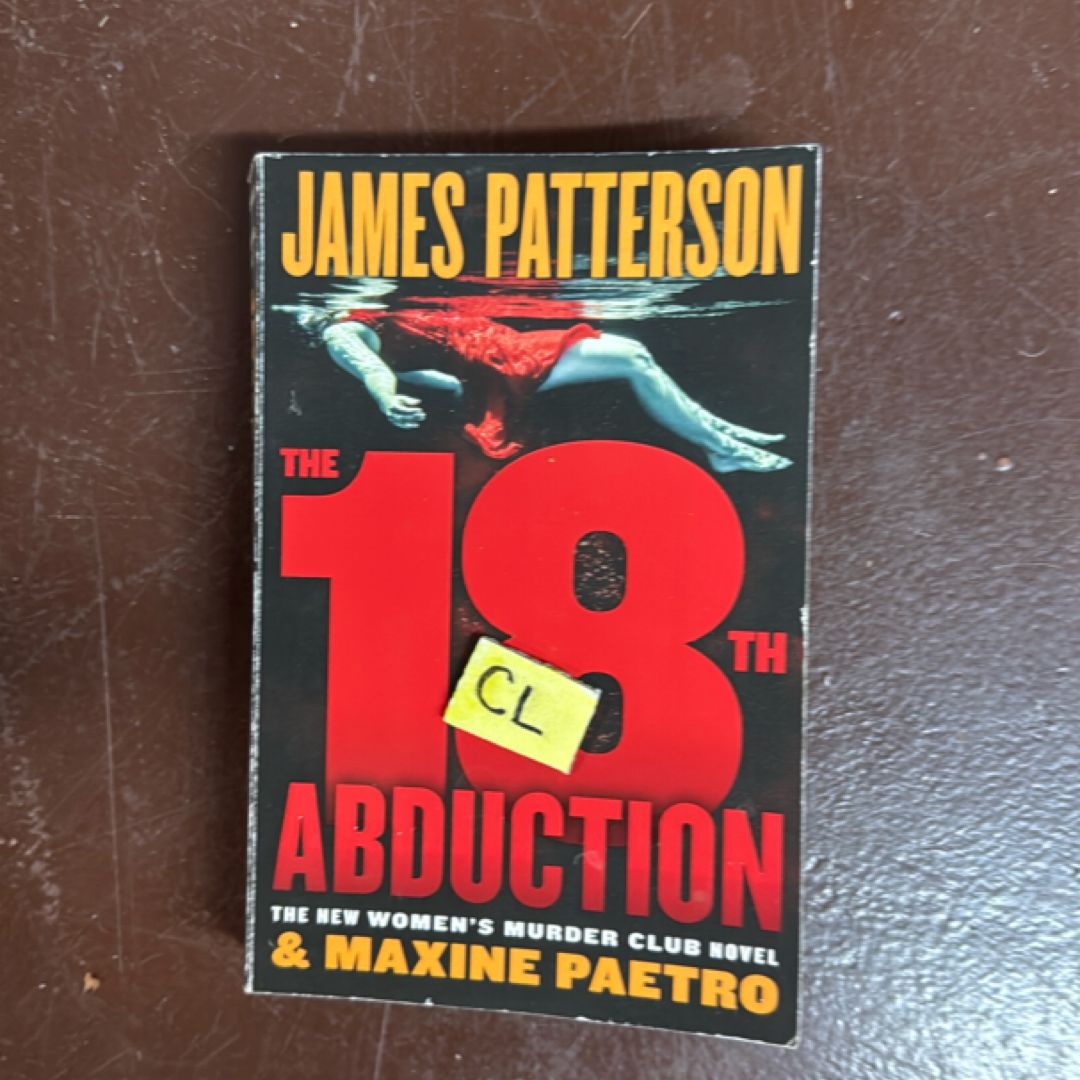 JAMES PATTERSON
THE
18TH
CL
ABDUCTION
THE NEW WOMEN'S MURDER CLUB NOVEL
& MAXINE PAETRO